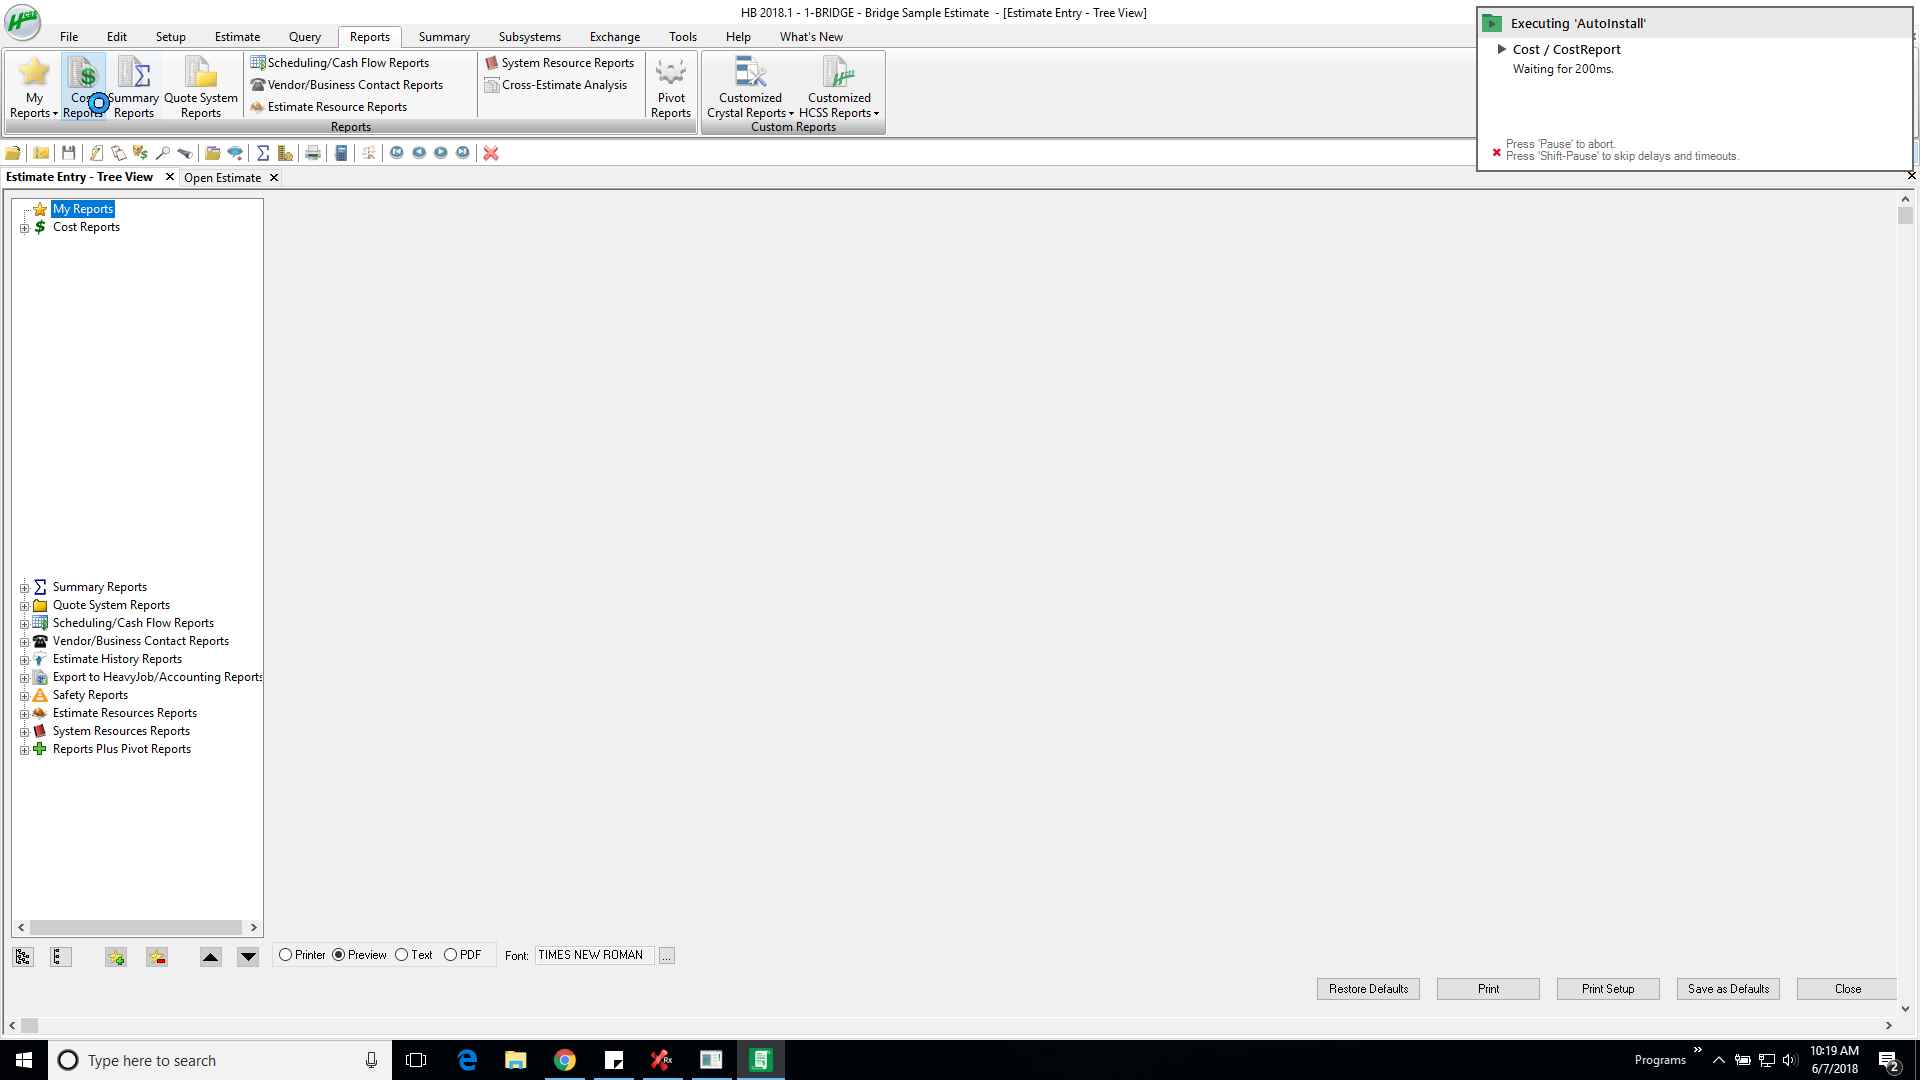 HB 2018.1 - 1-BRIDGE - Bridge Sample Estimate  - [Estimate Entry - Tree View]
File Edit Setup Estimate Query Reports Summary Subsystems Exchange Tools Help What's New
My Reports
Cost Reports
Summary Reports
Quote System Reports
Scheduling/Cash Flow Reports
Vendor/Business Contact Reports
Estimate Resource Reports
System Resource Reports
Cross-Estimate Analysis
Pivot Reports
Reports
Customized Crystal Reports
Customized HCSS Reports
Custom Reports
Executing 'AutoInstall'
Cost / CostReport
Waiting for 200ms.
Press 'Pause' to abort.
Press 'Shift-Pause' to skip delays and timeouts.
Estimate Entry - Tree View
Open Estimate
My Reports
Cost Reports
Summary Reports
Quote System Reports
Scheduling/Cash Flow Reports
Vendor/Business Contact Reports
Estimate History Reports
Export to HeavyJob/Accounting Reports
Safety Reports
Estimate Resources Reports
System Resources Reports
Reports Plus Pivot Reports
Printer Preview Text PDF Font: TIMES NEW ROMAN ...
Restore Defaults Print Print Setup Save as Defaults Close
Type here to search
Programs
10:19 AM
6/7/2018
2